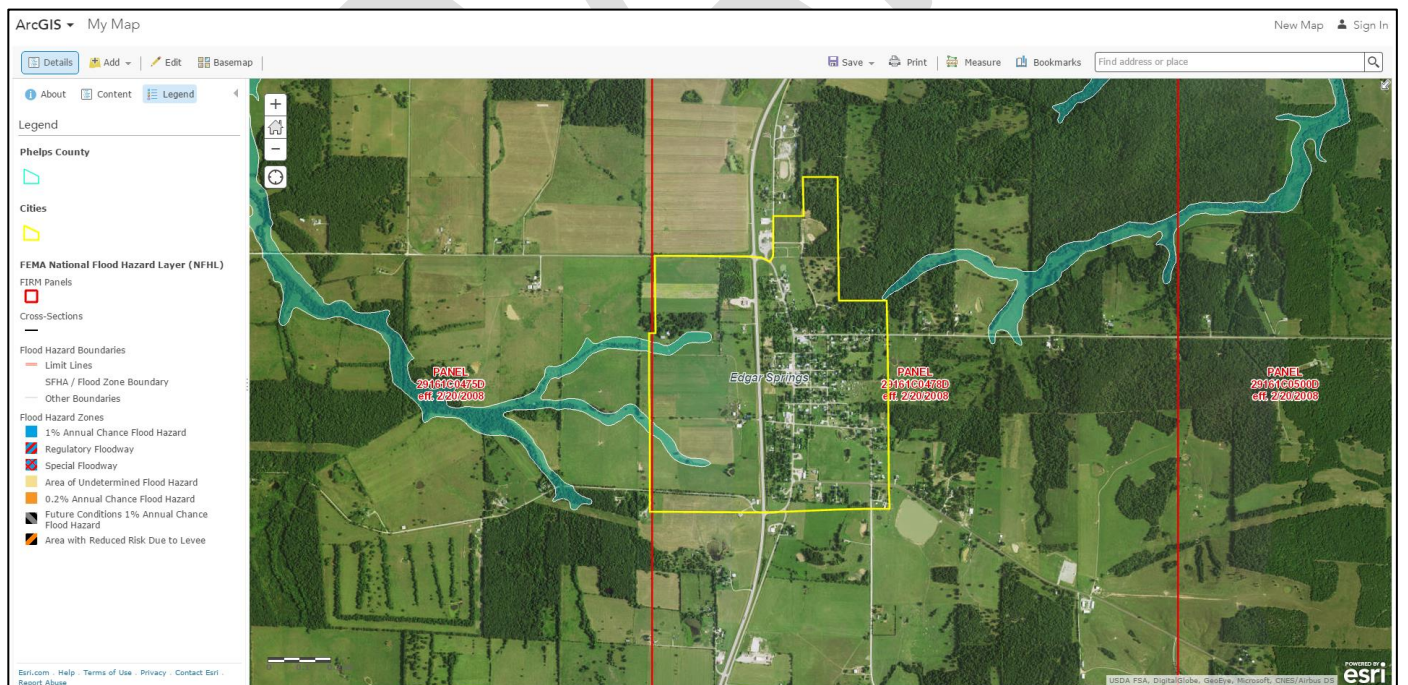 ArcGIS My Map
New Map Sign In
Details Add Edit Basemap
Save Print Measure Bookmarks Find address or place
About Content Legend
Legend
Phelps County
Cities
FEMA National Flood Hazard Layer (NFHL)
FIRM Panels
Cross-Sections
Flood Hazard Boundaries
Limit Lines
SFHA / Flood Zone Boundary
Other Boundaries
Flood Hazard Zones
1% Annual Chance Flood Hazard
Regulatory Floodway
Special Floodway
Area of Undetermined Flood Hazard
0.2% Annual Chance Flood Hazard
Future Conditions 1% Annual Chance
Flood Hazard
Area with Reduced Risk Due to Levee
Esri.com . Help . Terms of Use . Privacy . Contact Esri .
Report Abuse
PANEL
29161C0475D
eff. 2/20/2008
Edgar Springs
PANEL
29161C0478D
eff. 2/20/2008
PANEL
29161C0500D
eff. 2/20/2008
USDA FSA, DigitalGlobe, GeoEye, Microsoft, CNES/Airbus DS
POWERED BY
esri